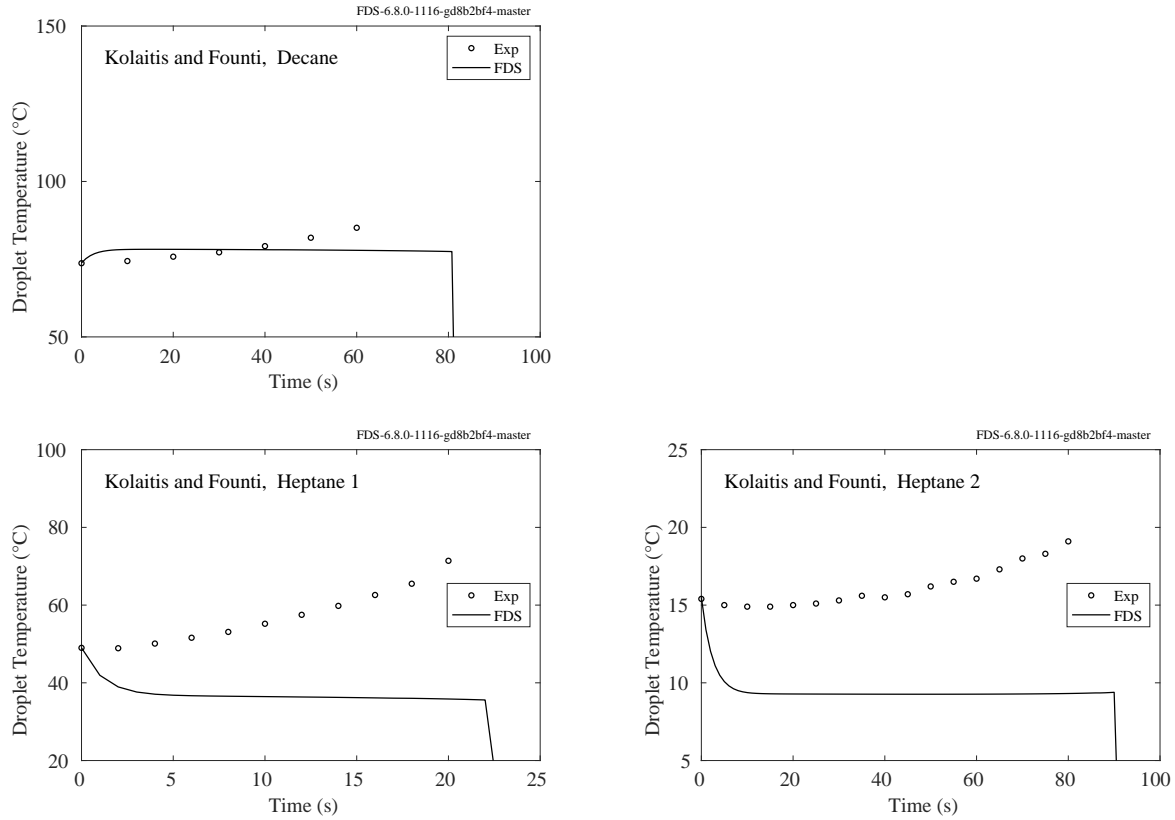 FDS-6.8.0-1116-gd8b2bf4-master
150
Kolaitis and Founti, Decane
Exp
FDS
100
50
Droplet Temperature (°C)
0 20 40 60 80 100
Time (s)
FDS-6.8.0-1116-gd8b2bf4-master
100
Kolaitis and Founti, Heptane 1
80
60
Exp
FDS
40
20
Droplet Temperature (°C)
0 5 10 15 20 25
Time (s)
FDS-6.8.0-1116-gd8b2bf4-master
25
Kolaitis and Founti, Heptane 2
20
15
Exp
FDS
10
5
Droplet Temperature (°C)
0 20 40 60 80 100
Time (s)